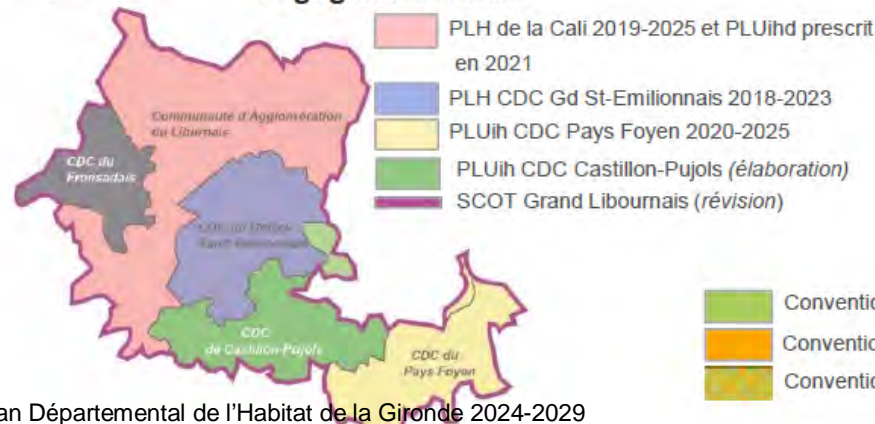 PLH de la Cali 2019-2025 et PLUihd prescrit
en 2021
PLH CDC Gd St-Emilionnais 2018-2023
PLUih CDC Pays Foyen 2020-2025
PLUih CDC Castillon-Pujols (élaboration)
SCOT Grand Libournais (révision)
Communauté d'Agglomération
du Libournais
CDC du
Fronsadais
CDC
de Castillon-Pujols
CDC du
Pays Foyen
Conventio
Convention
Conventio
an Départemental de l'Habitat de la Gironde 2024-2029